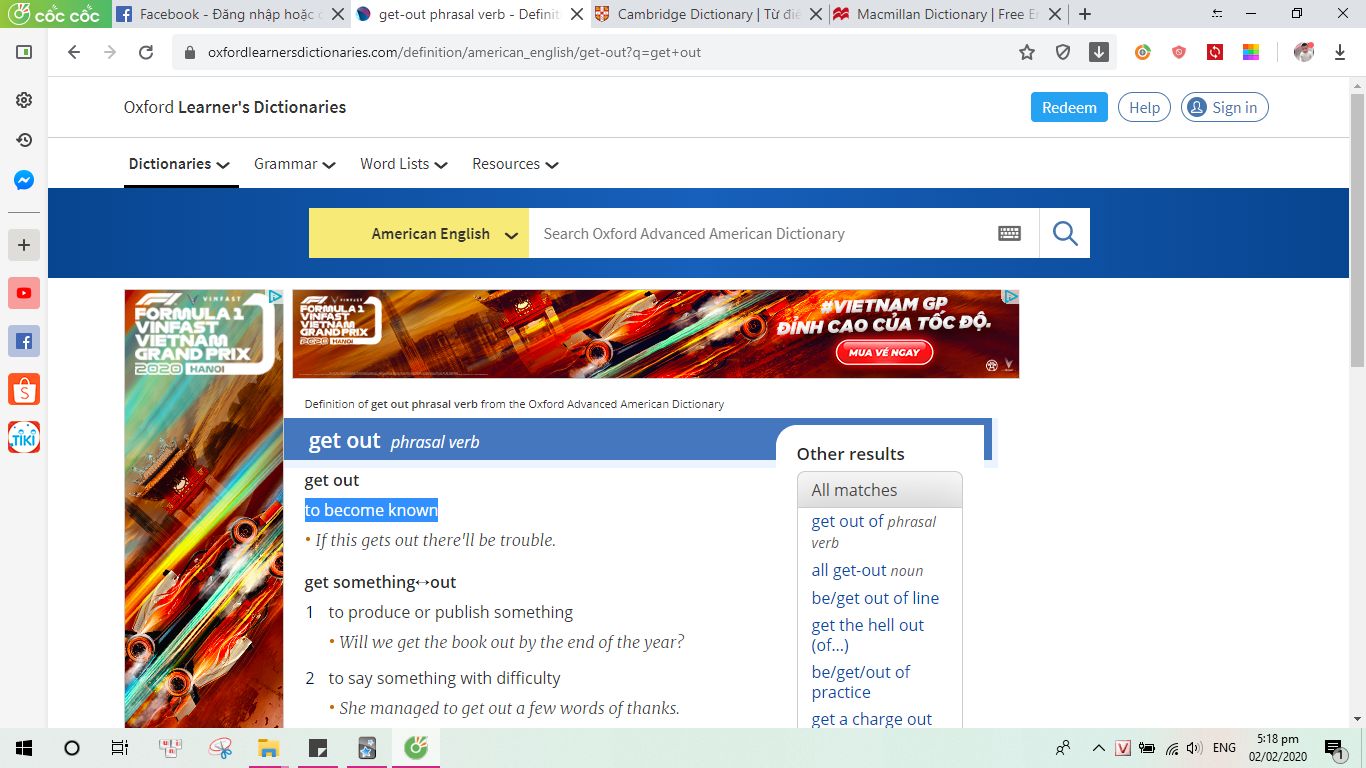 cốc cốc
Facebook - Đăng nhập hoặc
get-out phrasal verb - Definit
Cambridge Dictionary | Từ điể
Macmillan Dictionary | Free E
oxfordlearnersdictionaries.com/definition/american_english/get-out?q=get+out
Oxford Learner's Dictionaries
Redeem
Help
Sign in
Dictionaries
Grammar
Word Lists
Resources
American English
Search Oxford Advanced American Dictionary
VINFAST
FORMULA 1
VINFAST
VIETNAM
GRAND PRIX
2020 HANOI
VINFAST
FORMULA 1
VINFAST
VIETNAM
GRAND PRIX
2020 HANOI
#VIETNAM GP
ĐỈNH CAO CỦA TỐC ĐỘ.
MUA VÉ NGAY
Definition of get out phrasal verb from the Oxford Advanced American Dictionary
get out phrasal verb
get out
to become known
• If this gets out there'll be trouble.
get something↔out
1 to produce or publish something
• Will we get the book out by the end of the year?
2 to say something with difficulty
• She managed to get out a few words of thanks.
Other results
All matches
get out of phrasal
verb
all get-out noun
be/get out of line
get the hell out
(of...)
be/get/out of
practice
get a charge out
S
TIKI
V
ENG
5:18 pm
02/02/2020
1